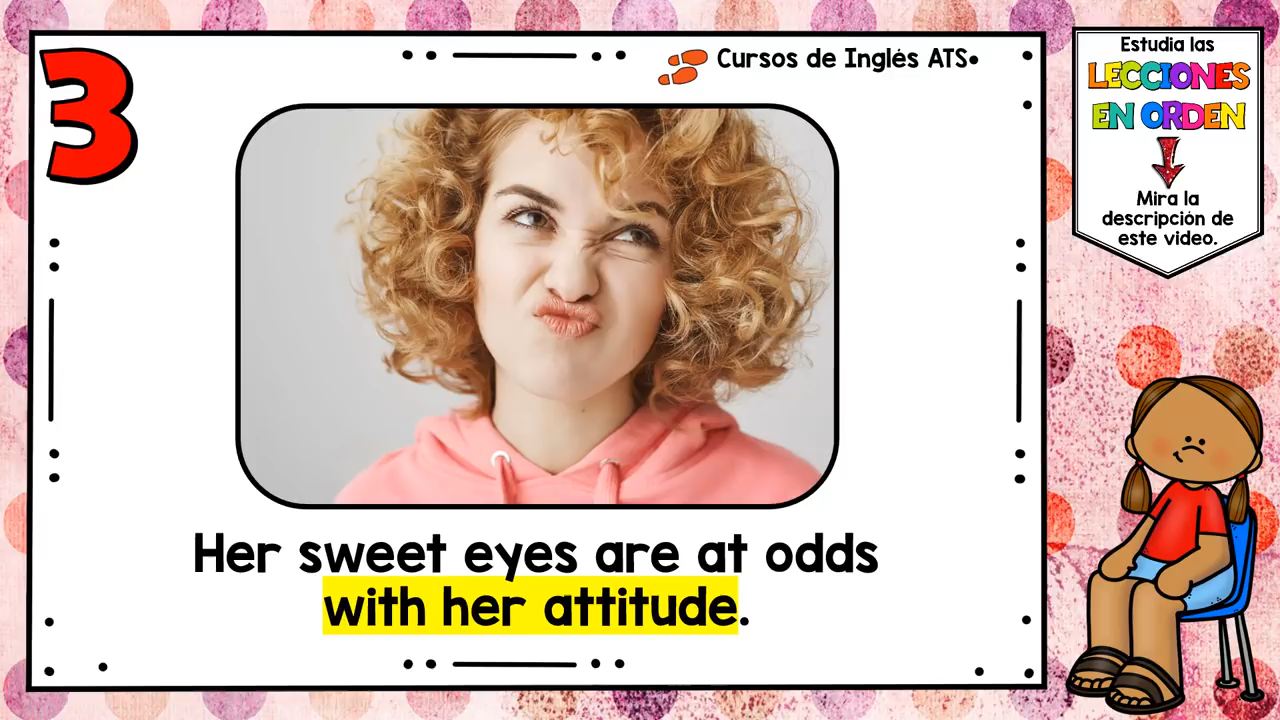 3
Cursos de Inglés ATS•
Her sweet eyes are at odds
with her attitude.
Estudia las
LECCIONES
EN ORDEN
Mira la
descripción de
este video.